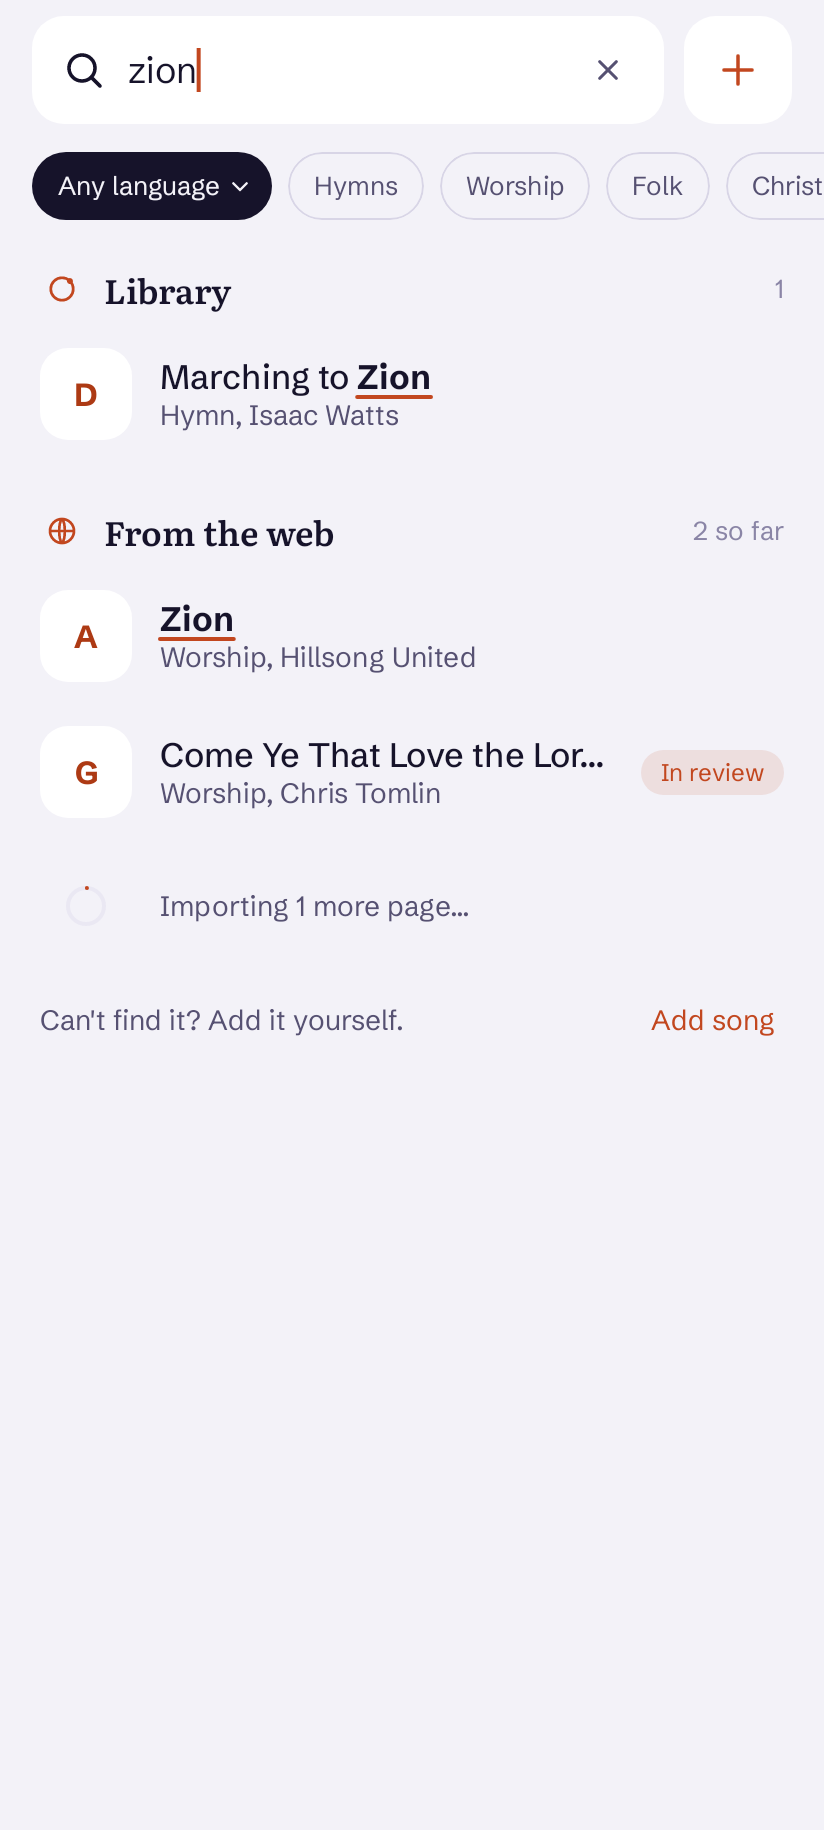 zion
Any language
Hymns
Worship
Folk
Christ
Library
1
D
Marching to Zion
Hymn, Isaac Watts
From the web
2 so far
A
Zion
Worship, Hillsong United
G
Come Ye That Love the Lor...
Worship, Chris Tomlin
In review
Importing 1 more page...
Can't find it? Add it yourself.
Add song